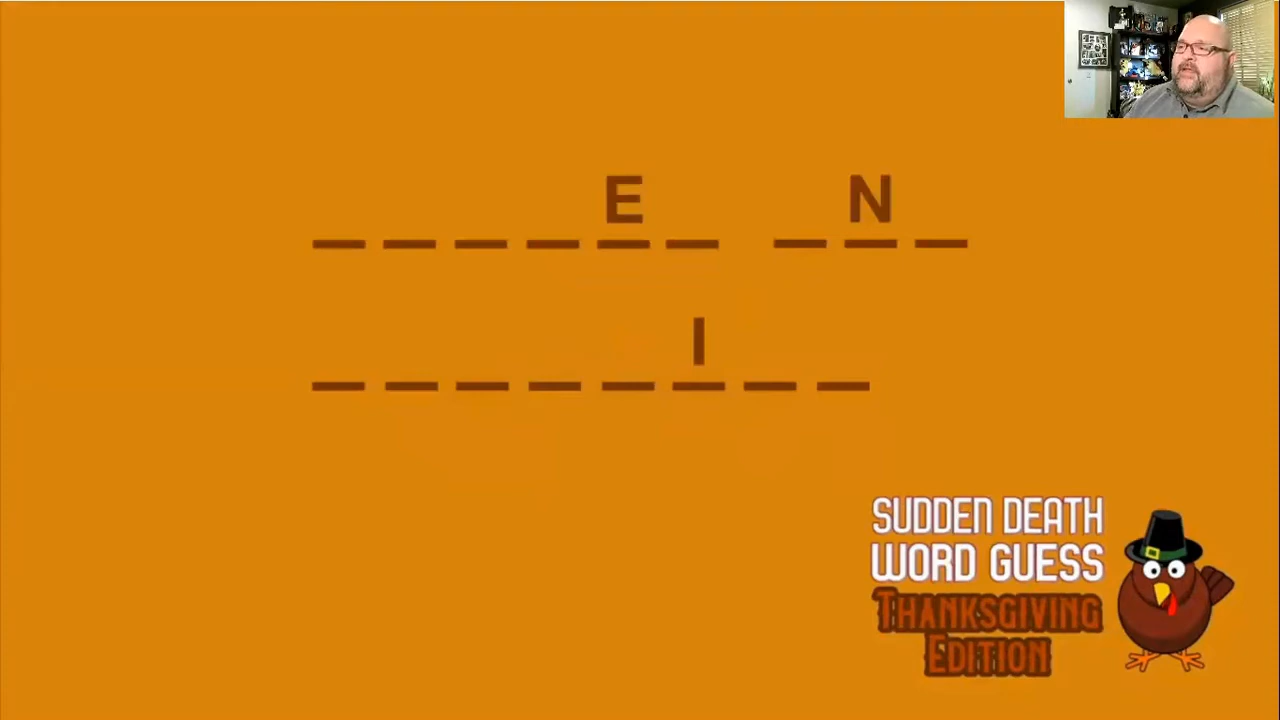 E N
I
SUDDEN DEATH
WORD GUESS
THANKSGIVING
EDITION